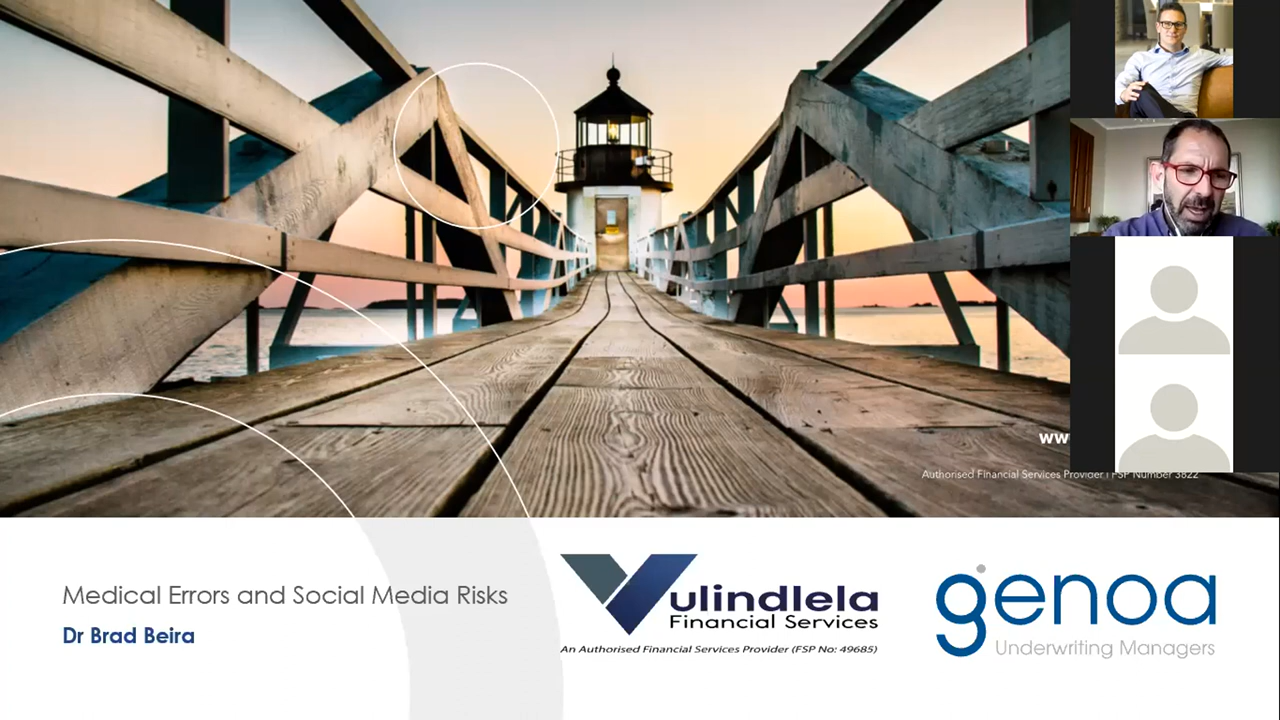 ww
Authorised Financial Services Provider | FSP Number 3822
Medical Errors and Social Media Risks
Dr Brad Beira
Vulindlela
Financial Services
An Authorised Financial Services Provider (FSP No: 49685)
genoa
Underwriting Managers